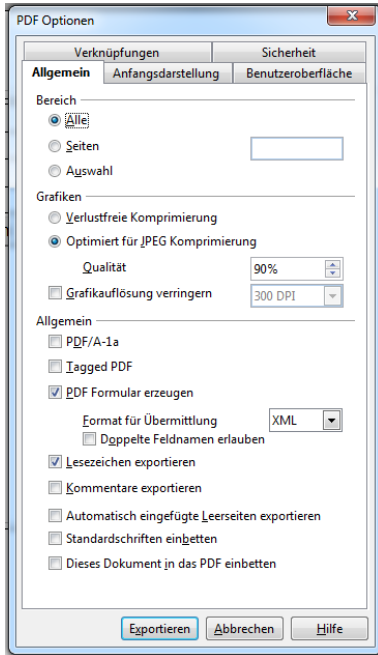 PDF Optionen
Verknüpfungen Sicherheit
Allgemein Anfangsdarstellung Benutzeroberfläche
Bereich
Alle
Seiten
Auswahl
Grafiken
Verlustfreie Komprimierung
Optimiert für JPEG Komprimierung
Qualität 90%
Grafikauflösung verringern 300 DPI
Allgemein
PDF/A-1a
Tagged PDF
PDF Formular erzeugen
Format für Übermittlung XML
Doppelte Feldnamen erlauben
Lesezeichen exportieren
Kommentare exportieren
Automatisch eingefügte Leerseiten exportieren
Standardschriften einbetten
Dieses Dokument in das PDF einbetten
Exportieren Abbrechen Hilfe